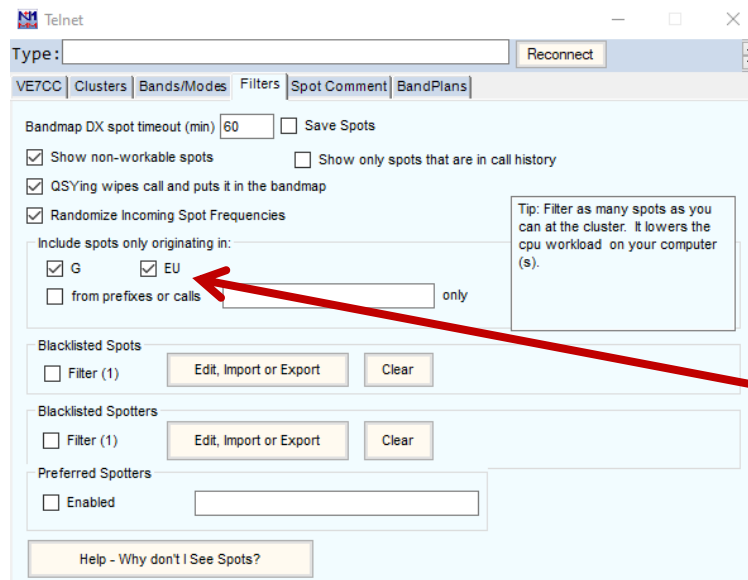 Telnet
Type: Reconnect
VE7CC Clusters Bands/Modes Filters Spot Comment BandPlans
Bandmap DX spot timeout (min) 60 Save Spots
Show non-workable spots Show only spots that are in call history
QSYing wipes call and puts it in the bandmap
Randomize Incoming Spot Frequencies
Tip: Filter as many spots as you
can at the cluster. It lowers the
cpu workload on your computer
(s).
Include spots only originating in:
G EU
from prefixes or calls only
Blacklisted Spots
Filter (1) Edit, Import or Export Clear
Blacklisted Spotters
Filter (1) Edit, Import or Export Clear
Preferred Spotters
Enabled
Help - Why don't I See Spots?